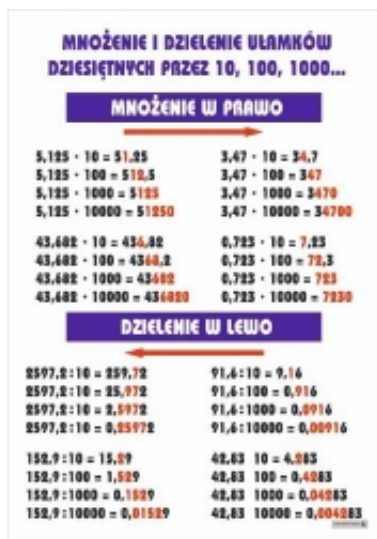 MNOŻENIE I DZIELENIE UŁAMKÓW
DZIESIĘTNYCH PRZEZ 10, 100, 1000...
MNOŻENIE W PRAWO
5,125 · 10 = 51,25
5,125 · 100 = 512,5
5,125 · 1000 = 5125
5,125 · 10000 = 51250
3,47 · 10 = 34,7
3,47 · 100 = 347
3,47 · 1000 = 3470
3,47 · 10000 = 34700
43,682 · 10 = 436,82
43,682 · 100 = 4368,2
43,682 · 1000 = 43682
43,682 · 10000 = 436820
0,723 · 10 = 7,23
0,723 · 100 = 72,3
0,723 · 1000 = 723
0,723 · 10000 = 7230
DZIELENIE W LEWO
2597,2:10 = 259,72
2597,2:100 = 25,972
2597,2:1000 = 2,5972
2597,2:10000 = 0,25972
91,6:10 = 9,16
91,6:100 = 0,916
91,6:1000 = 0,0916
91,6:10000 = 0,00916
152,9:10 = 15,29
152,9:100 = 1,529
152,9:1000 = 0,1529
152,9:10000 = 0,01529
42,83 10 = 4,283
42,83 100 = 0,4283
42,83 1000 = 0,04283
42,83 10000 = 0,004283